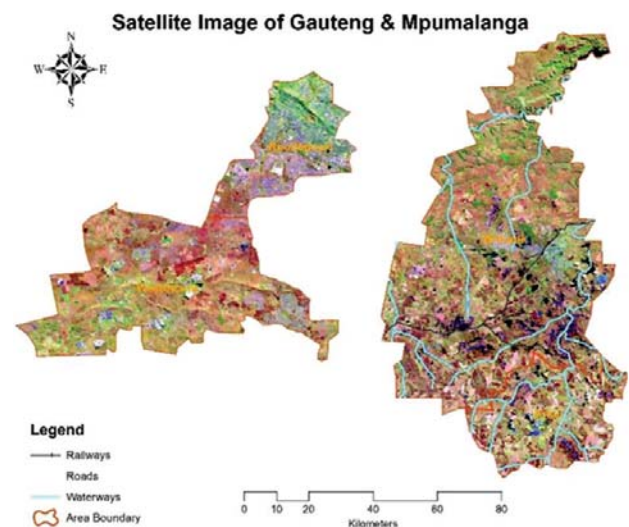 Satellite Image of Gauteng & Mpumalanga
N
W E
S
Legend
Railways
Roads
Waterways
Area Boundary
0 10 20 40 60 80
Kilometers